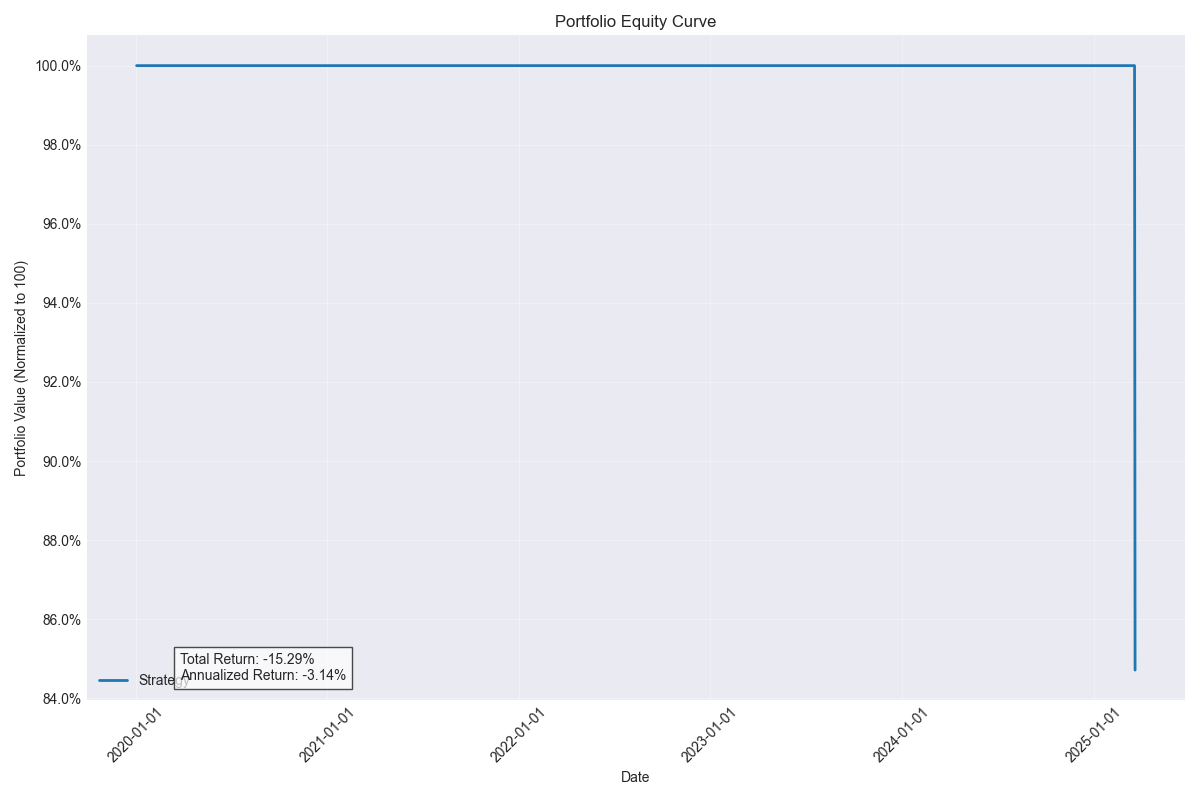 Portfolio Equity Curve
Portfolio Value (Normalized to 100)
100.0%
98.0%
96.0%
94.0%
92.0%
90.0%
88.0%
86.0%
84.0%
Total Return: -15.29%
Annualized Return: -3.14%
Strategy
2020-01-01
2021-01-01
2022-01-01
2023-01-01
2024-01-01
2025-01-01
Date